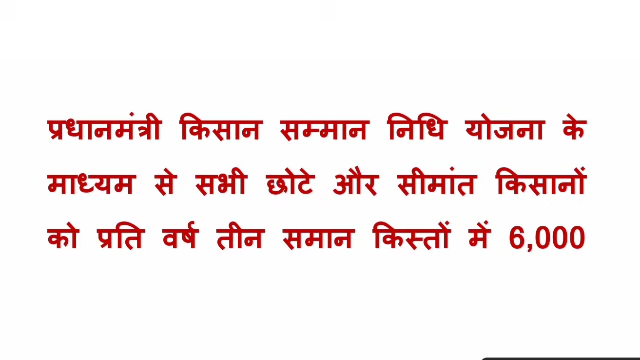 प्रधानमंत्री किसान सम्मान निधि योजना के
माध्यम से सभी छोटे और सीमांत किसानों
को प्रति वर्ष तीन समान किस्तों में 6,000